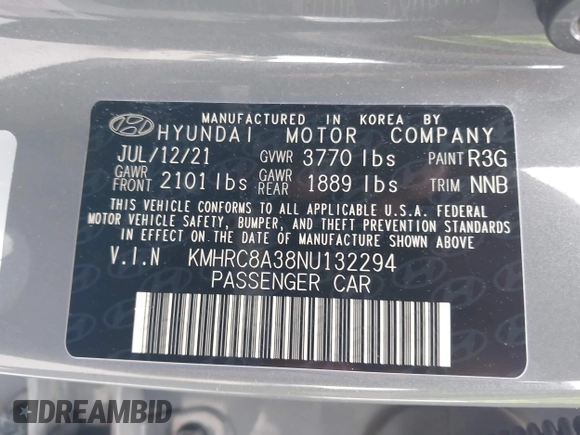 MANUFACTURED IN KOREA BY
HYUNDAI MOTOR COMPANY
JUL/12/21 GVWR 3770 lbs PAINT R3G
GAWR FRONT 2101 lbs GAWR REAR 1889 lbs TRIM NNB
THIS VEHICLE CONFORMS TO ALL APPLICABLE U.S.A. FEDERAL
MOTOR VEHICLE SAFETY, BUMPER, AND THEFT PREVENTION STANDARDS
IN EFFECT ON THE DATE OF MANUFACTURE SHOWN ABOVE.
V.I.N KMHRC8A38NU132294
PASSENGER CAR
DREAMBID